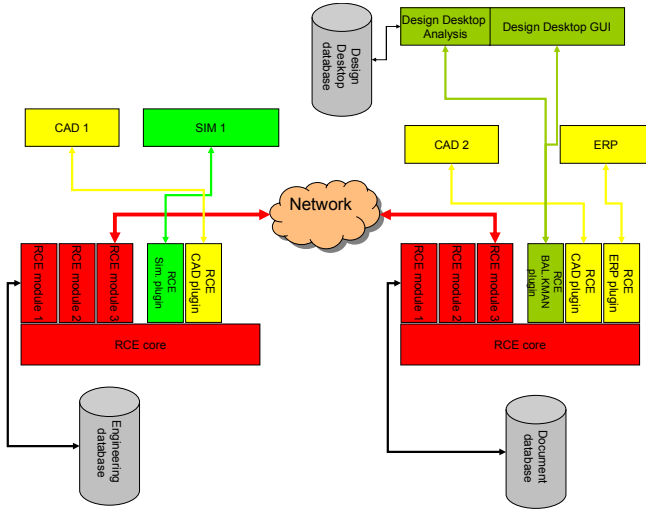 Design
Desktop
database
Design Desktop
Analysis
Design Desktop GUI
CAD 1
SIM 1
CAD 2
ERP
Network
RCE module 1
RCE module 2
RCE module 3
RCE
Sim. plugin
RCE
CAD plugin
RCE core
RCE module 1
RCE module 2
RCE module 3
RCE
BAL.KMAN
plugin
RCE
CAD plugin
RCE
ERP plugin
RCE core
Engineering
database
Document
database